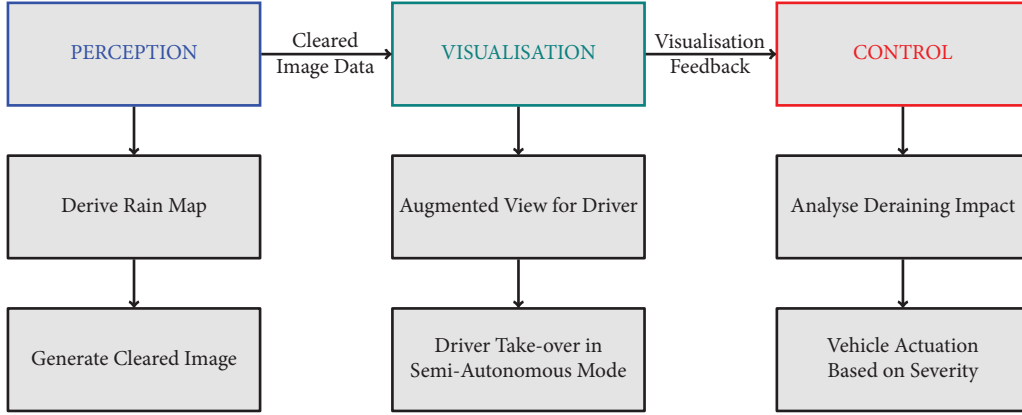 PERCEPTION
Cleared
Image Data
VISUALISATION
Visualisation
Feedback
CONTROL
Derive Rain Map
Augmented View for Driver
Analyse Deraining Impact
Generate Cleared Image
Driver Take-over in
Semi-Autonomous Mode
Vehicle Actuation
Based on Severity